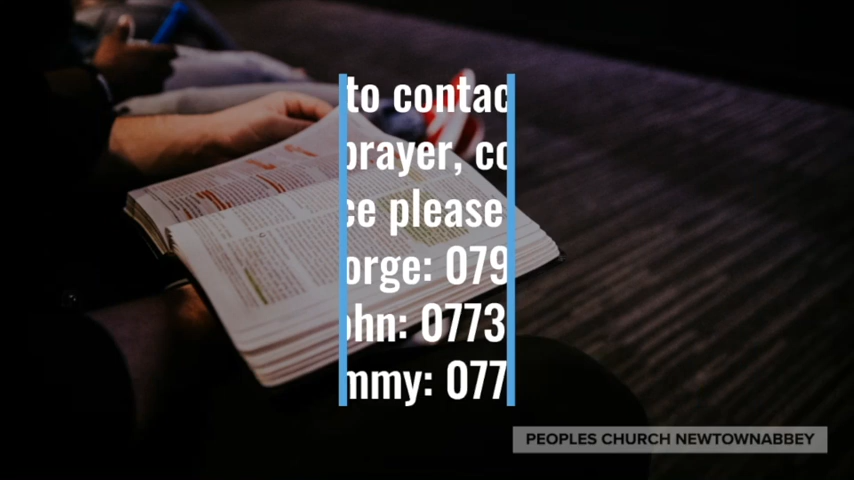 to contac
prayer, co
ce please
orge: 079
ohn: 0773
mmy: 077
PEOPLES CHURCH NEWTOWNABBEY